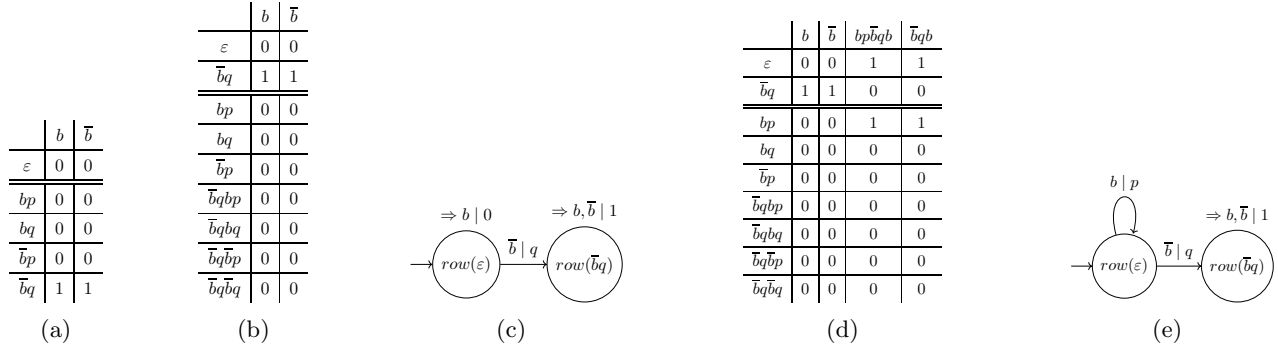 b b̅
ε 0 0
bp 0 0
bq 0 0
b̅p 0 0
b̅q 1 1
(a)
b b̅
ε 0 0
b̅q 1 1
bp 0 0
bq 0 0
b̅p 0 0
b̅qbp 0 0
b̅qbq 0 0
b̅qb̅p 0 0
b̅qb̅q 0 0
(b)
⇒ b | 0
row(ε)
b̅ | q
⇒ b, b̅ | 1
row(b̅q)
(c)
b b̅ bpb̅qb b̅qb
ε 0 0 1 1
b̅q 1 1 0 0
bp 0 0 1 1
bq 0 0 0 0
b̅p 0 0 0 0
b̅qbp 0 0 0 0
b̅qbq 0 0 0 0
b̅qb̅p 0 0 0 0
b̅qb̅q 0 0 0 0
(d)
b | p
row(ε)
b̅ | q
⇒ b, b̅ | 1
row(b̅q)
(e)